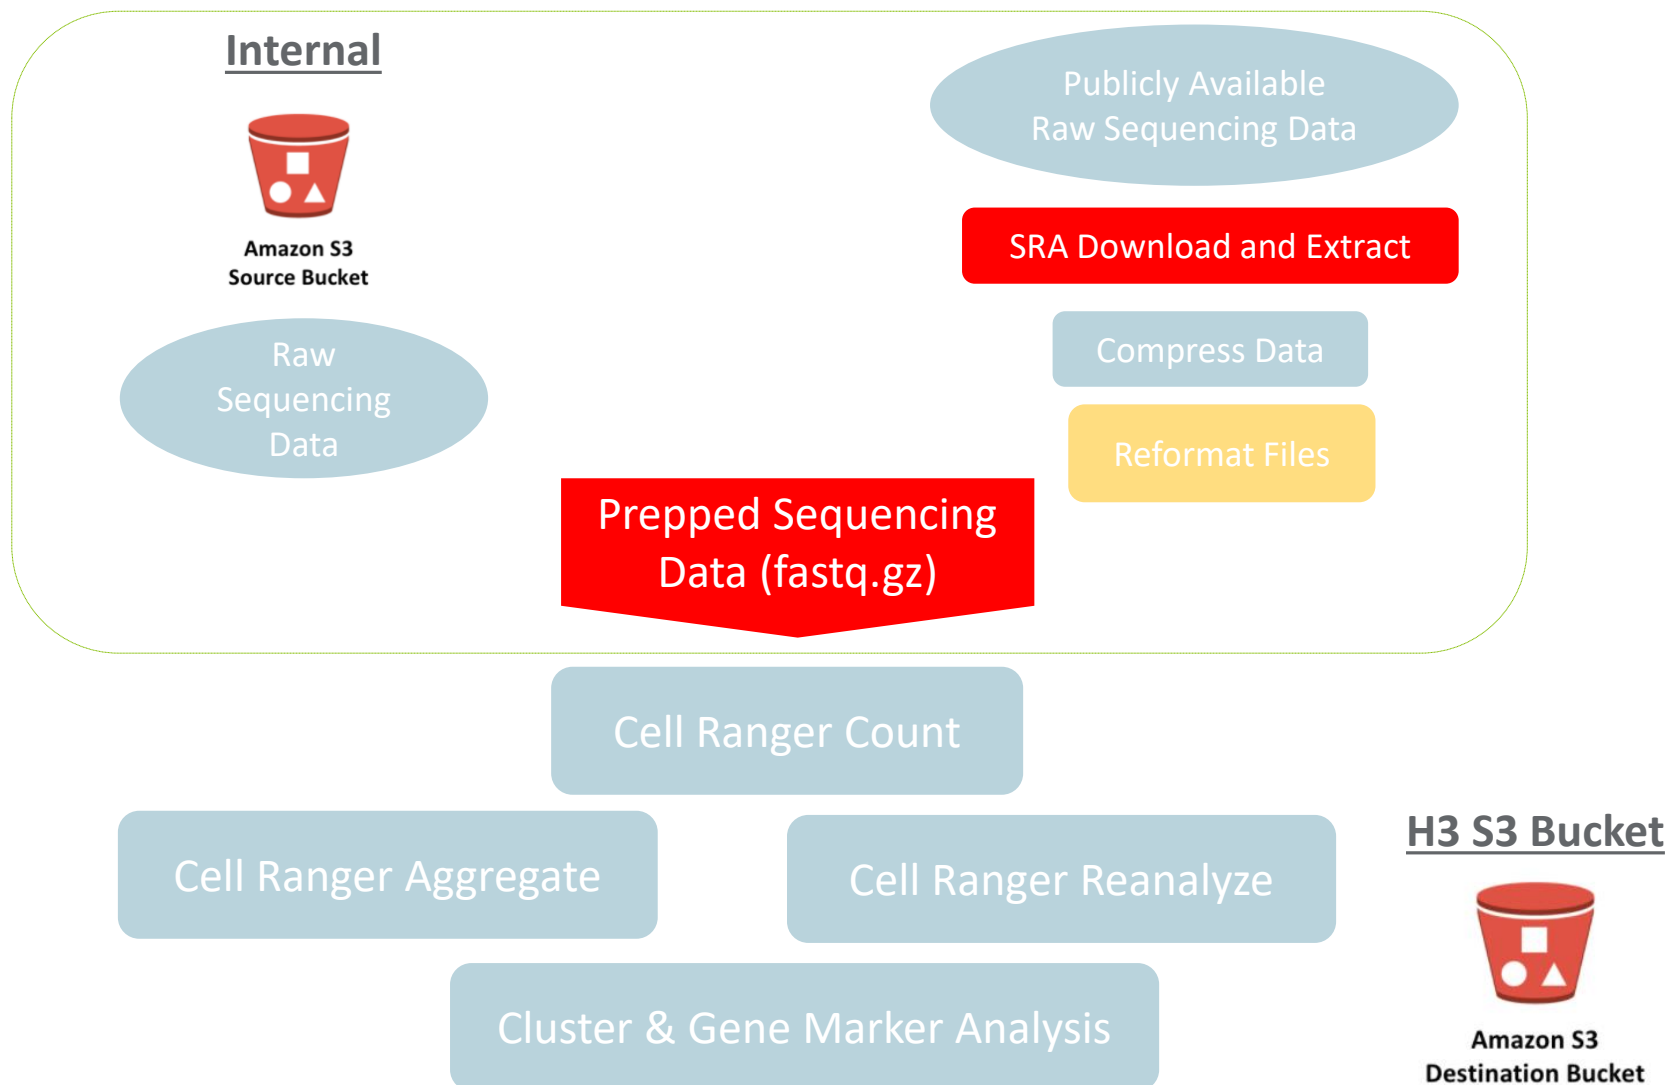 Internal
Amazon S3
Source Bucket
Raw
Sequencing
Data
Publicly Available
Raw Sequencing Data
SRA Download and Extract
Compress Data
Reformat Files
Prepped Sequencing
Data (fastq.gz)
Cell Ranger Count
Cell Ranger Aggregate
Cell Ranger Reanalyze
Cluster & Gene Marker Analysis
H3 S3 Bucket
Amazon S3
Destination Bucket